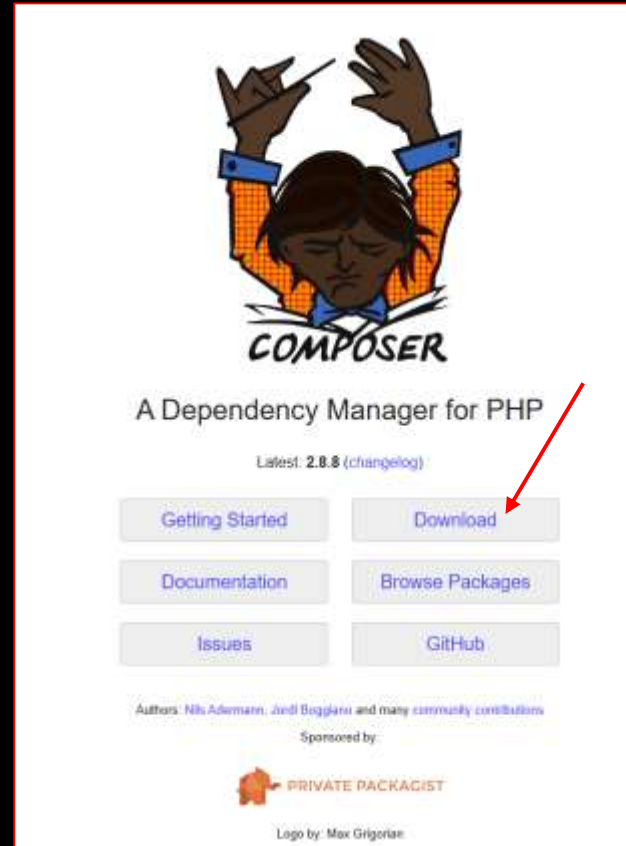 COMPOSER
A Dependency Manager for PHP
Latest: 2.8.8 (changelog)
Getting Started
Download
Documentation
Browse Packages
Issues
GitHub
Authors: Nils Adermann, Jordi Boggiano and many community contributions
Sponsored by:
PRIVATE PACKAGIST
Logo by: Max Grigorian